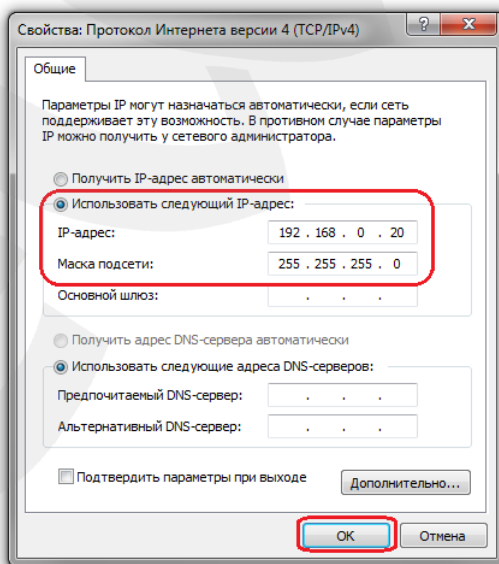 Свойства: Протокол Интернета версии 4 (TCP/IPv4)
Общие
Параметры IP могут назначаться автоматически, если сеть
поддерживает эту возможность. В противном случае параметры
IP можно получить у сетевого администратора.
Получить IP-адрес автоматически
Использовать следующий IP-адрес:
IP-адрес: 192 . 168 . 0 . 20
Маска подсети: 255 . 255 . 255 . 0
Основной шлюз: . . .
Получить адрес DNS-сервера автоматически
Использовать следующие адреса DNS-серверов:
Предпочитаемый DNS-сервер: . . .
Альтернативный DNS-сервер: . . .
Подтвердить параметры при выходе
Дополнительно...
ОК Отмена